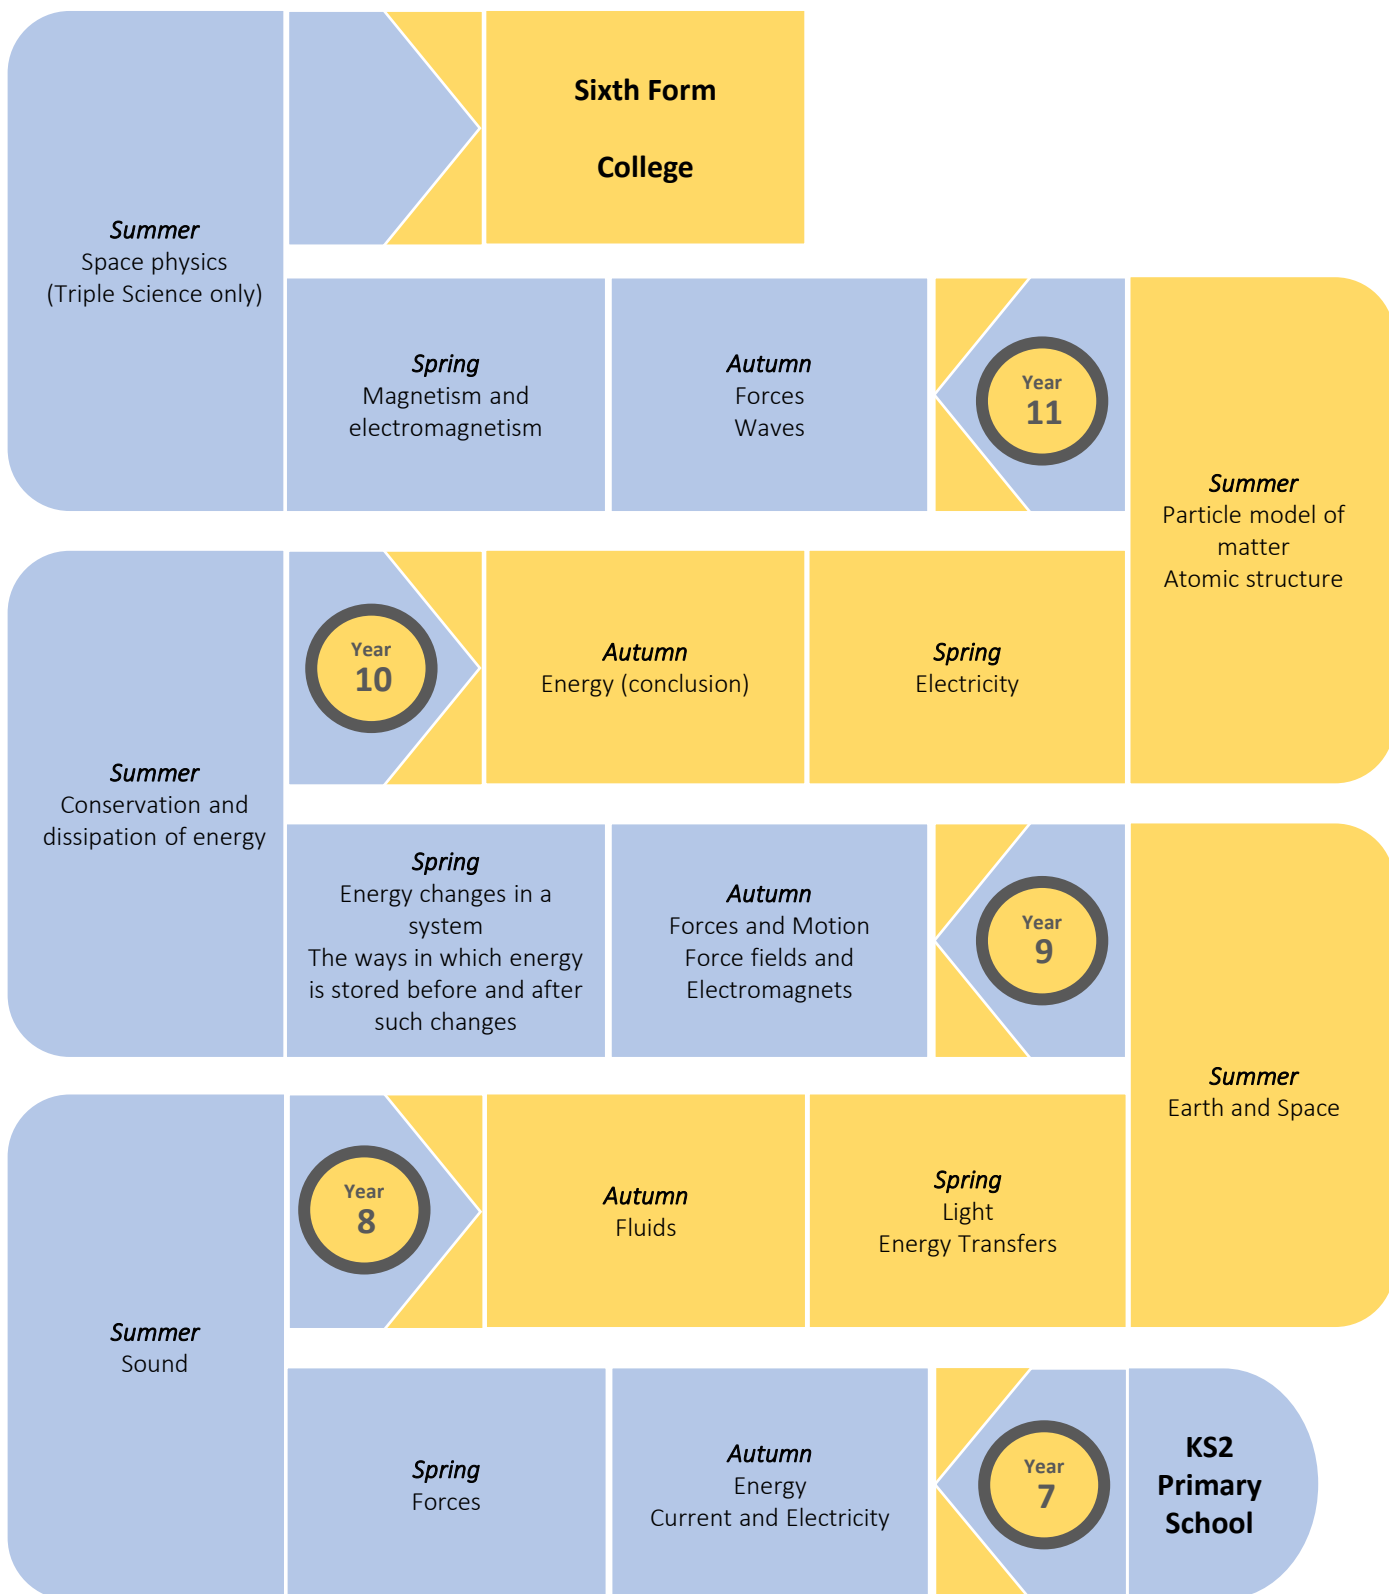 Sixth Form
College
Summer
Space physics
(Triple Science only)
Spring
Magnetism and
electromagnetism
Autumn
Forces
Waves
Year
11
Summer
Particle model of
matter
Atomic structure
Year
10
Autumn
Energy (conclusion)
Spring
Electricity
Summer
Conservation and
dissipation of energy
Spring
Energy changes in a
system
The ways in which energy
is stored before and after
such changes
Autumn
Forces and Motion
Force fields and
Electromagnets
Year
9
Summer
Earth and Space
Year
8
Autumn
Fluids
Spring
Light
Energy Transfers
Summer
Sound
Spring
Forces
Autumn
Energy
Current and Electricity
Year
7
KS2
Primary
School